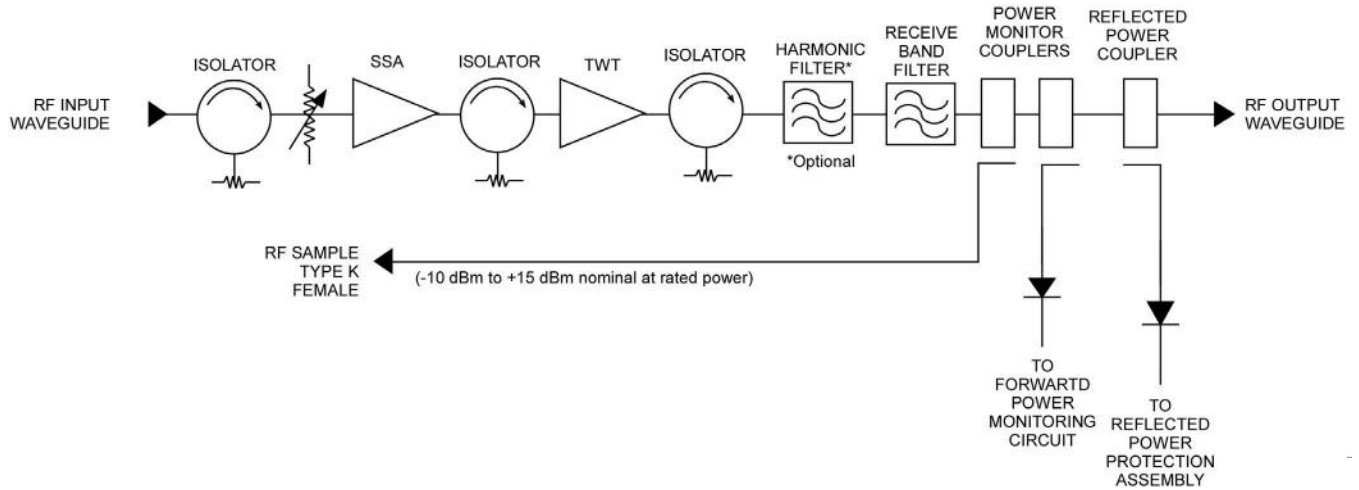 RF INPUT
WAVEGUIDE
ISOLATOR
SSA
ISOLATOR
TWT
ISOLATOR
HARMONIC
FILTER*
*Optional
RECEIVE
BAND
FILTER
POWER
MONITOR
COUPLERS
REFLECTED
POWER
COUPLER
RF OUTPUT
WAVEGUIDE
RF SAMPLE
TYPE K
FEMALE
(-10 dBm to +15 dBm nominal at rated power)
TO
FORWARTD
POWER
MONITORING
CIRCUIT
TO
REFLECTED
POWER
PROTECTION
ASSEMBLY